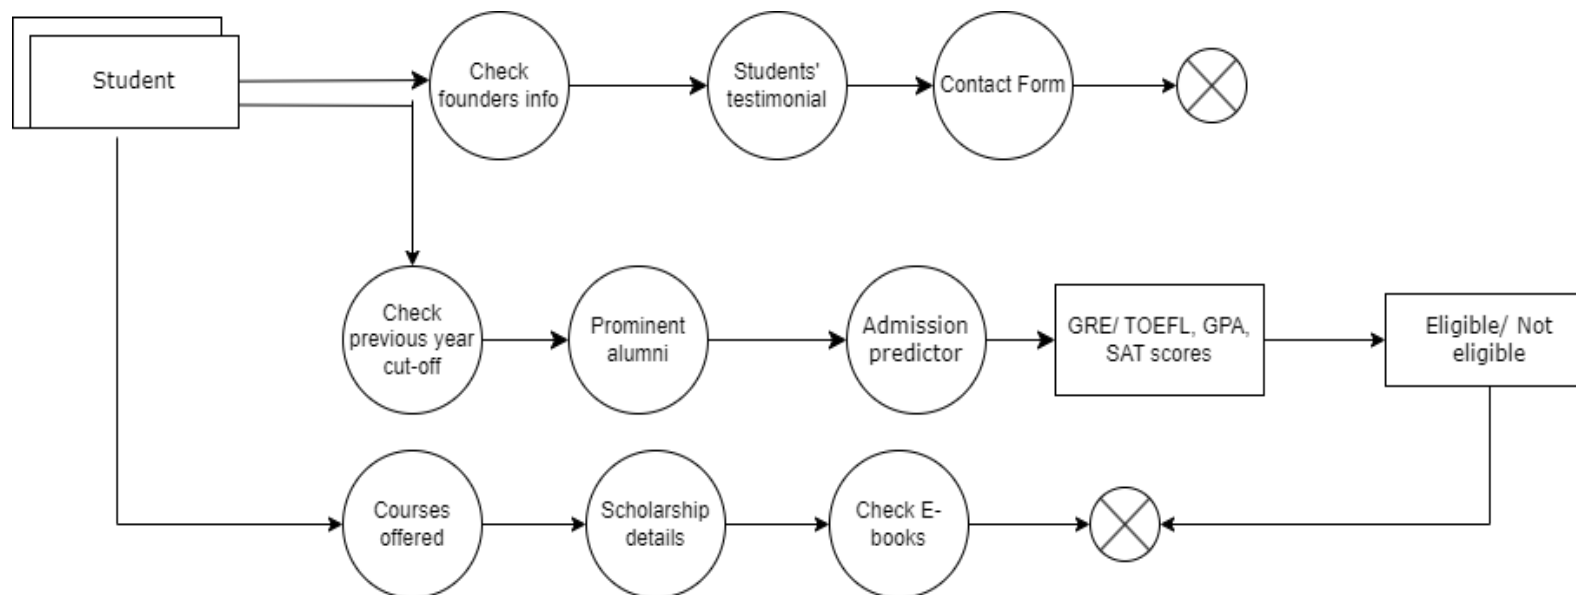 Student
Check
founders info
Students'
testimonial
Contact Form
Check
previous year
cut-off
Prominent
alumni
Admission
predictor
GRE/ TOEFL, GPA,
SAT scores
Eligible/ Not
eligible
Courses
offered
Scholarship
details
Check E-
books